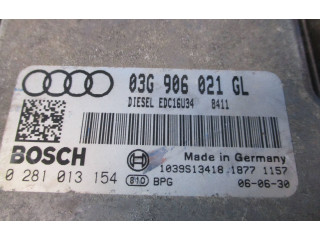 03G 906 021 GL
DIESEL EDC16U34 8411
BOSCH
Made in Germany
1039S13418 1877 1157
0 281 013 154 810 BPG 06-06-30